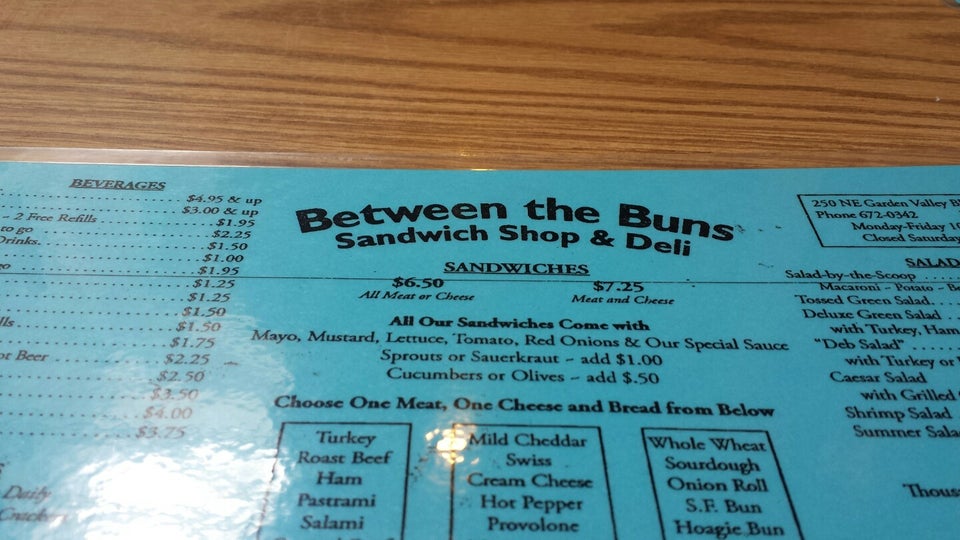 BEVERAGES
$4.95 & up
$3.00 & up
- 2 Free Refills $1.95
to go $2.25
Drinks. $1.50
$1.00
$1.95
$1.25
$1.25
$1.50
$1.50
$1.75
Beer $2.25
$2.50
$3.50
$4.00
$3.75
Daily
Between the Buns
Sandwich Shop & Deli
SANDWICHES
$6.50 $7.25
All Meat or Cheese Meat and Cheese
All Our Sandwiches Come with
Mayo, Mustard, Lettuce, Tomato, Red Onions & Our Special Sauce
Sprouts or Sauerkraut - add $1.00
Cucumbers or Olives - add $.50
Choose One Meat, One Cheese and Bread from Below
Turkey
Roast Beef
Ham
Pastrami
Salami
Mild Cheddar
Swiss
Cream Cheese
Hot Pepper
Provolone
Whole Wheat
Sourdough
Onion Roll
S.F. Bun
Hoagie Bun
250 NE Garden Valley
Phone 672-0342
Monday-Friday
Closed Saturday
SALAD
Salad-by-the-Scoop
Macaroni - Potato -
Tossed Green Salad
Deluxe Green Salad
with Turkey, Ham
"Deb Salad"
with Turkey or
Caesar Salad
with Grilled
Shrimp Salad
Summer